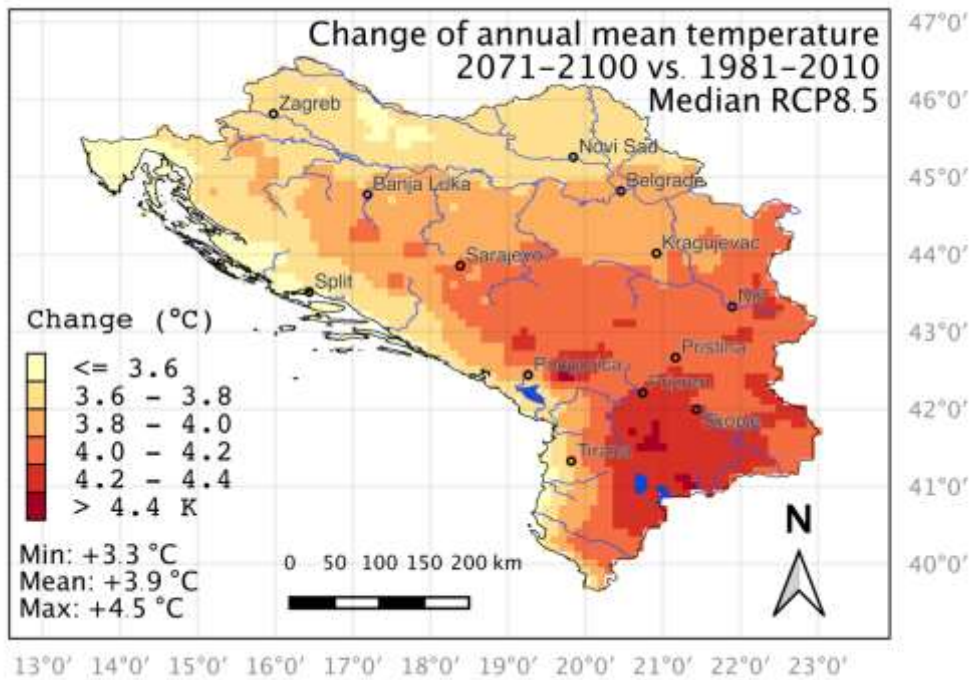 Change of annual mean temperature
2071–2100 vs. 1981–2010
Median RCP8.5
47°0′
46°0′
45°0′
44°0′
43°0′
42°0′
41°0′
40°0′
Zagreb
Novi Sad
Banja Luka
Belgrade
Sarajevo
Kragujevac
Split
Niš
Podgorica
Pristina
Prizren
Skopje
Tirana
Change (°C)
<= 3.6
3.6 – 3.8
3.8 – 4.0
4.0 – 4.2
4.2 – 4.4
> 4.4 K
Min: +3.3 °C
Mean: +3.9 °C
Max: +4.5 °C
0 50 100 150 200 km
N
13°0′ 14°0′ 15°0′ 16°0′ 17°0′ 18°0′ 19°0′ 20°0′ 21°0′ 22°0′ 23°0′